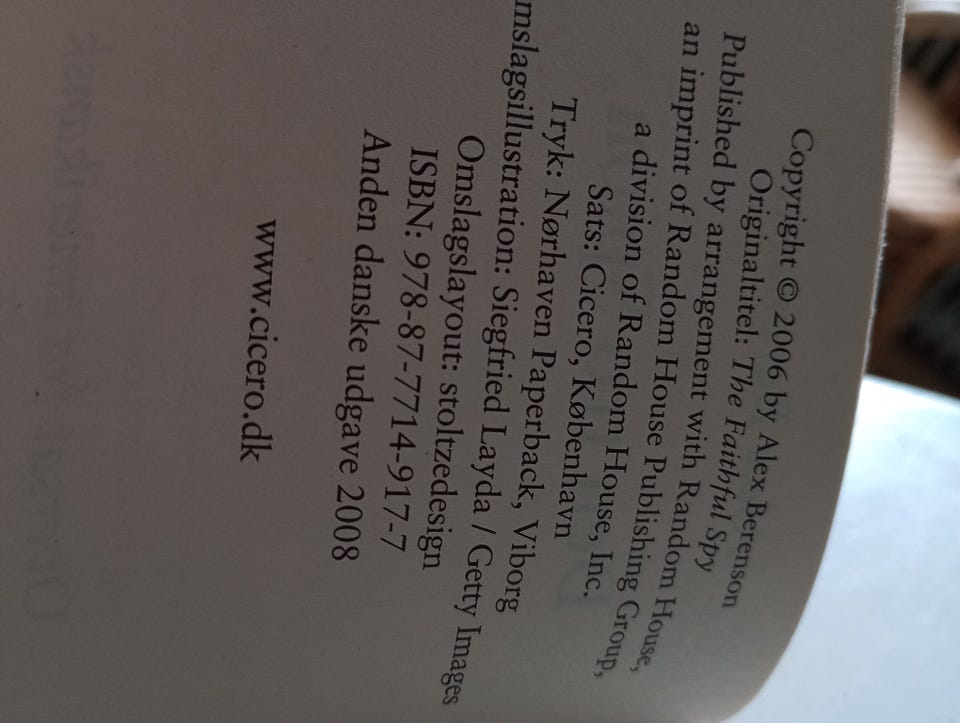 Copyright © 2006 by Alex Berenson
Originaltitel: The Faithful Spy
Published by arrangement with Random House,
an imprint of Random House Publishing Group,
a division of Random House, Inc.
Sats: Cicero, København
Tryk: Nørhaven Paperback, Viborg
mslagsillustration: Siegfried Layda / Getty Images
Omslagslayout: stoltzedesign
ISBN: 978-87-7714-917-7
Anden danske udgave 2008
www.cicero.dk